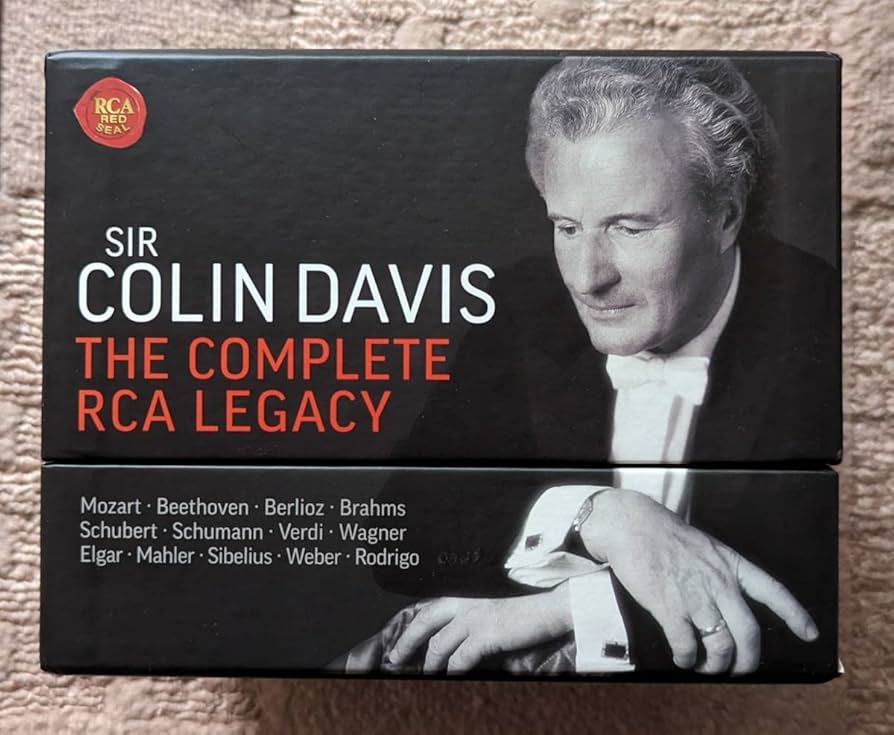 RCA
RED
SEAL
SIR
COLIN DAVIS
THE COMPLETE
RCA LEGACY
Mozart · Beethoven · Berlioz · Brahms
Schubert · Schumann · Verdi · Wagner
Elgar · Mahler · Sibelius · Weber · Rodrigo